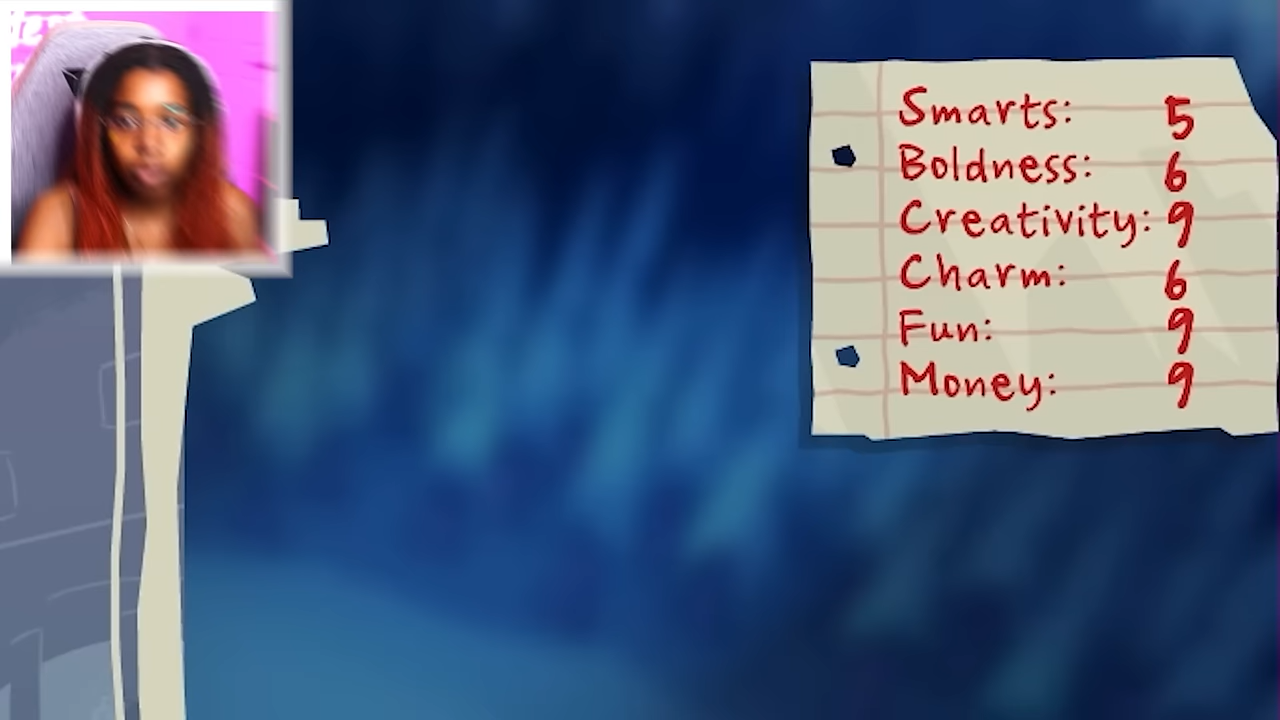 Smarts: 5
Boldness: 6
Creativity: 9
Charm: 6
Fun: 9
Money: 9